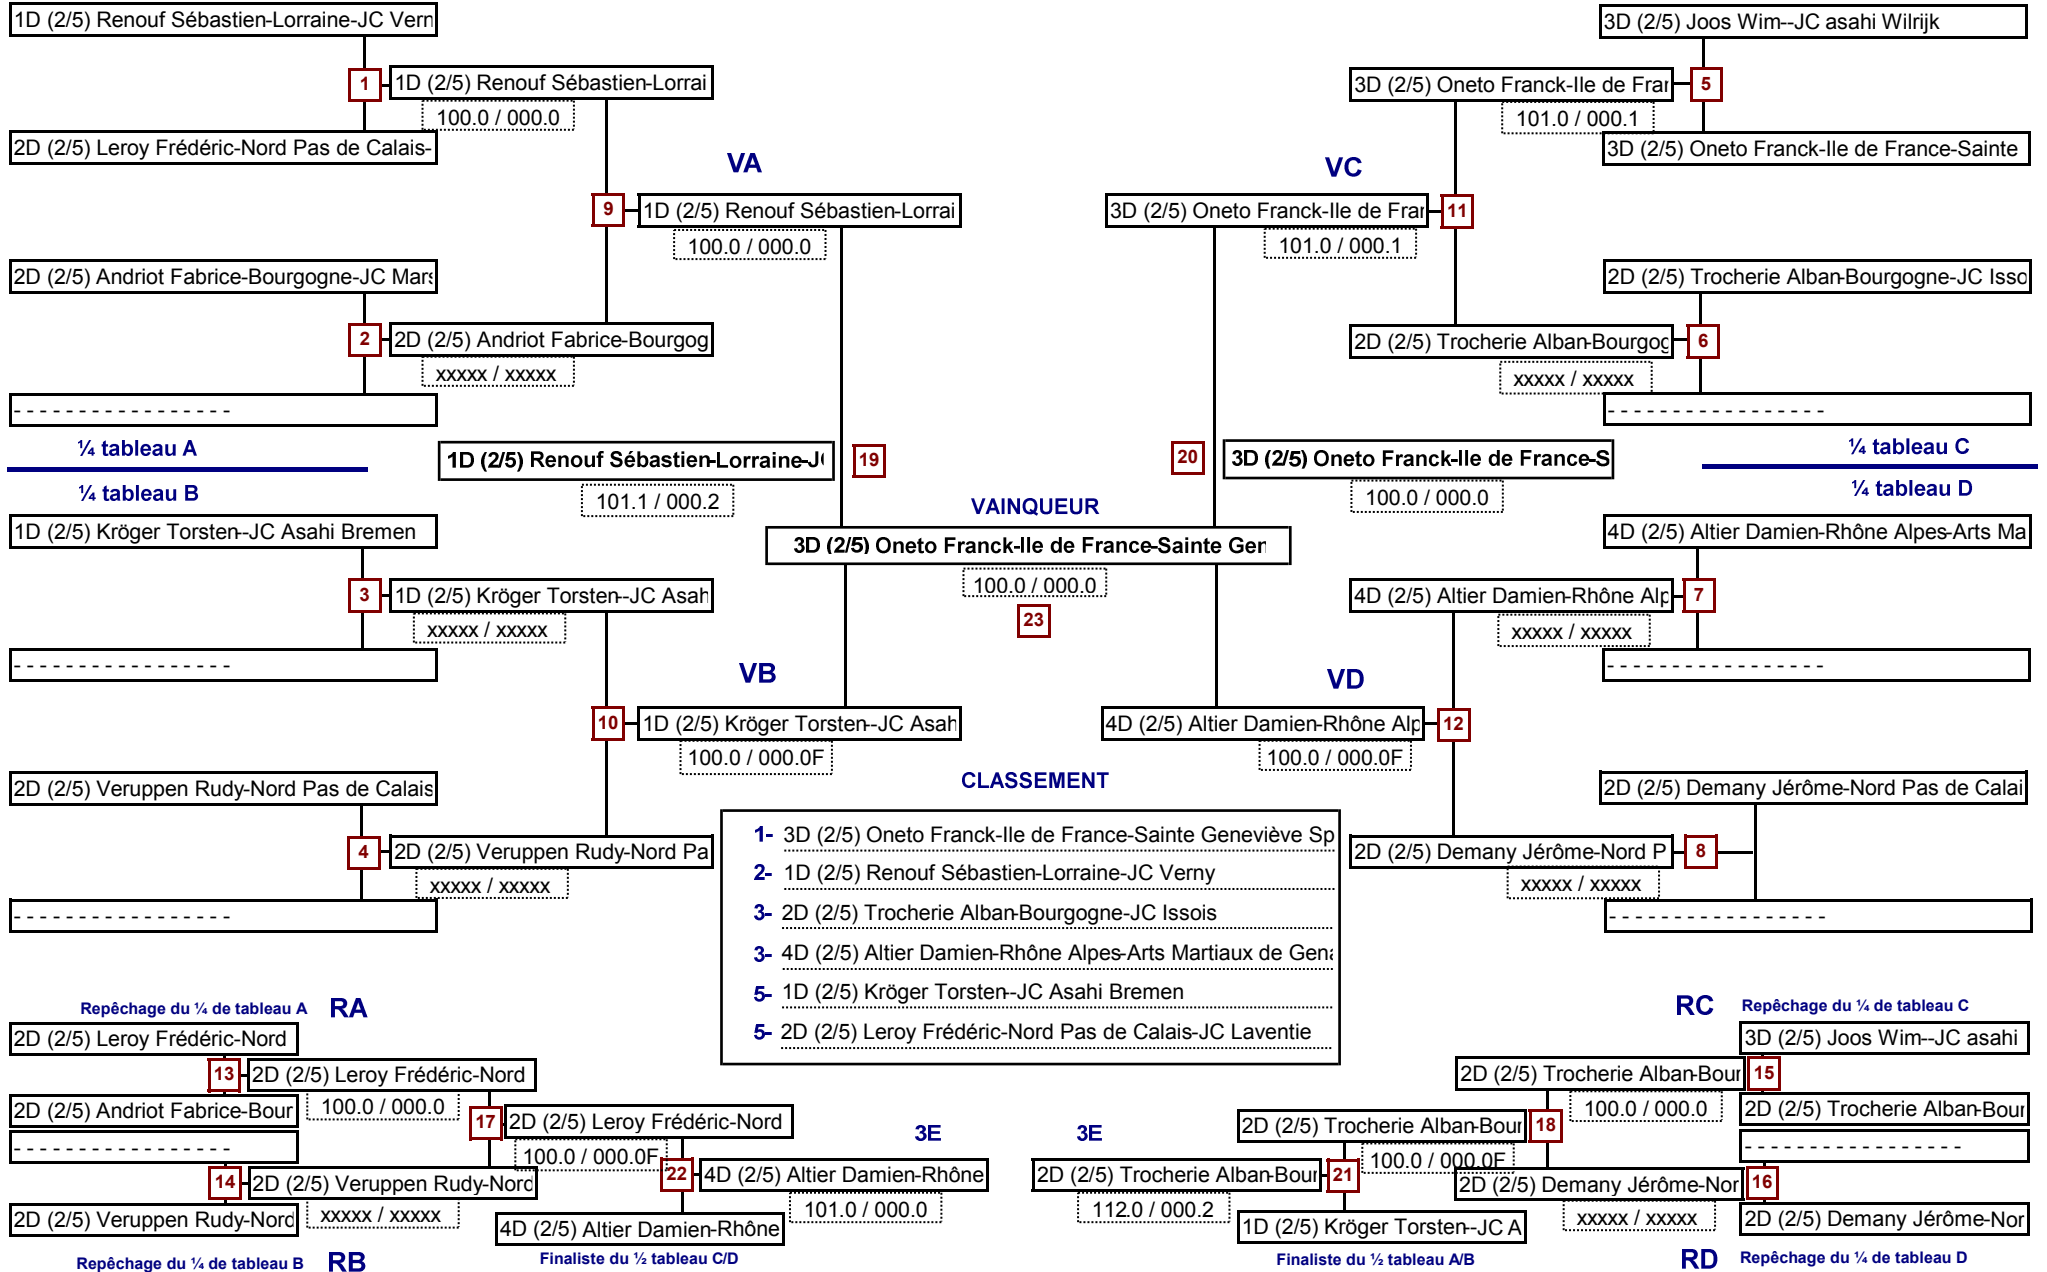 1D (2/5) Renouf Sébastien-Lorraine-JC Vern
1
1D (2/5) Renouf Sébastien-Lorrai
100.0 / 000.0
2D (2/5) Leroy Frédéric-Nord Pas de Calais-
VA
9
1D (2/5) Renouf Sébastien-Lorrai
100.0 / 000.0
2D (2/5) Andriot Fabrice-Bourgogne-JC Mars
2
2D (2/5) Andriot Fabrice-Bourgog
xxxxx / xxxxx
- - - - - - - - - - - - - - - - -
¼ tableau A
1D (2/5) Renouf Sébastien-Lorraine-J
19
101.1 / 000.2
¼ tableau B
1D (2/5) Kröger Torsten--JC Asahi Bremen
3
1D (2/5) Kröger Torsten--JC Asah
xxxxx / xxxxx
- - - - - - - - - - - - - - - - -
VB
10
1D (2/5) Kröger Torsten--JC Asah
100.0 / 000.0F
2D (2/5) Veruppen Rudy-Nord Pas de Calais
4
2D (2/5) Veruppen Rudy-Nord Pa
xxxxx / xxxxx
- - - - - - - - - - - - - - - - -
3D (2/5) Joos Wim--JC asahi Wilrijk
3D (2/5) Oneto Franck-Ile de Fran
5
101.0 / 000.1
3D (2/5) Oneto Franck-Ile de France-Sainte
VC
3D (2/5) Oneto Franck-Ile de Fran
11
101.0 / 000.1
2D (2/5) Trocherie Alban-Bourgogne-JC Isso
2D (2/5) Trocherie Alban-Bourgog
6
xxxxx / xxxxx
- - - - - - - - - - - - - - - - -
¼ tableau C
20
3D (2/5) Oneto Franck-Ile de France-S
100.0 / 000.0
¼ tableau D
4D (2/5) Altier Damien-Rhône Alpes-Arts Ma
4D (2/5) Altier Damien-Rhône Alp
7
xxxxx / xxxxx
- - - - - - - - - - - - - - - - -
VD
4D (2/5) Altier Damien-Rhône Alp
12
100.0 / 000.0F
2D (2/5) Demany Jérôme-Nord Pas de Calai
2D (2/5) Demany Jérôme-Nord P
8
xxxxx / xxxxx
- - - - - - - - - - - - - - - - -
VAINQUEUR
3D (2/5) Oneto Franck-Ile de France-Sainte Gen
100.0 / 000.0
23
CLASSEMENT
1- 3D (2/5) Oneto Franck-Ile de France-Sainte Geneviève Sp
2- 1D (2/5) Renouf Sébastien-Lorraine-JC Verny
3- 2D (2/5) Trocherie Alban-Bourgogne-JC Issois
3- 4D (2/5) Altier Damien-Rhône Alpes-Arts Martiaux de Gena
5- 1D (2/5) Kröger Torsten--JC Asahi Bremen
5- 2D (2/5) Leroy Frédéric-Nord Pas de Calais-JC Laventie
Repêchage du ¼ de tableau A RA
2D (2/5) Leroy Frédéric-Nord
13
2D (2/5) Leroy Frédéric-Nord
2D (2/5) Andriot Fabrice-Bour
100.0 / 000.0
- - - - - - - - - - - - - - - - -
17
2D (2/5) Leroy Frédéric-Nord
100.0 / 000.0F
14
2D (2/5) Veruppen Rudy-Nord
2D (2/5) Veruppen Rudy-Nord
xxxxx / xxxxx
Repêchage du ¼ de tableau B RB
3E
22
4D (2/5) Altier Damien-Rhône
101.0 / 000.0
4D (2/5) Altier Damien-Rhône
Finaliste du ½ tableau C/D
RC Repêchage du ¼ de tableau C
3D (2/5) Joos Wim--JC asahi
2D (2/5) Trocherie Alban-Bour
15
100.0 / 000.0
2D (2/5) Trocherie Alban-Bour
- - - - - - - - - - - - - - - - -
2D (2/5) Trocherie Alban-Bour
18
100.0 / 000.0F
2D (2/5) Demany Jérôme-Nor
16
xxxxx / xxxxx
2D (2/5) Demany Jérôme-Nor
3E
2D (2/5) Trocherie Alban-Bour
21
112.0 / 000.2
1D (2/5) Kröger Torsten--JC A
Finaliste du ½ tableau A/B
RD Repêchage du ¼ de tableau D